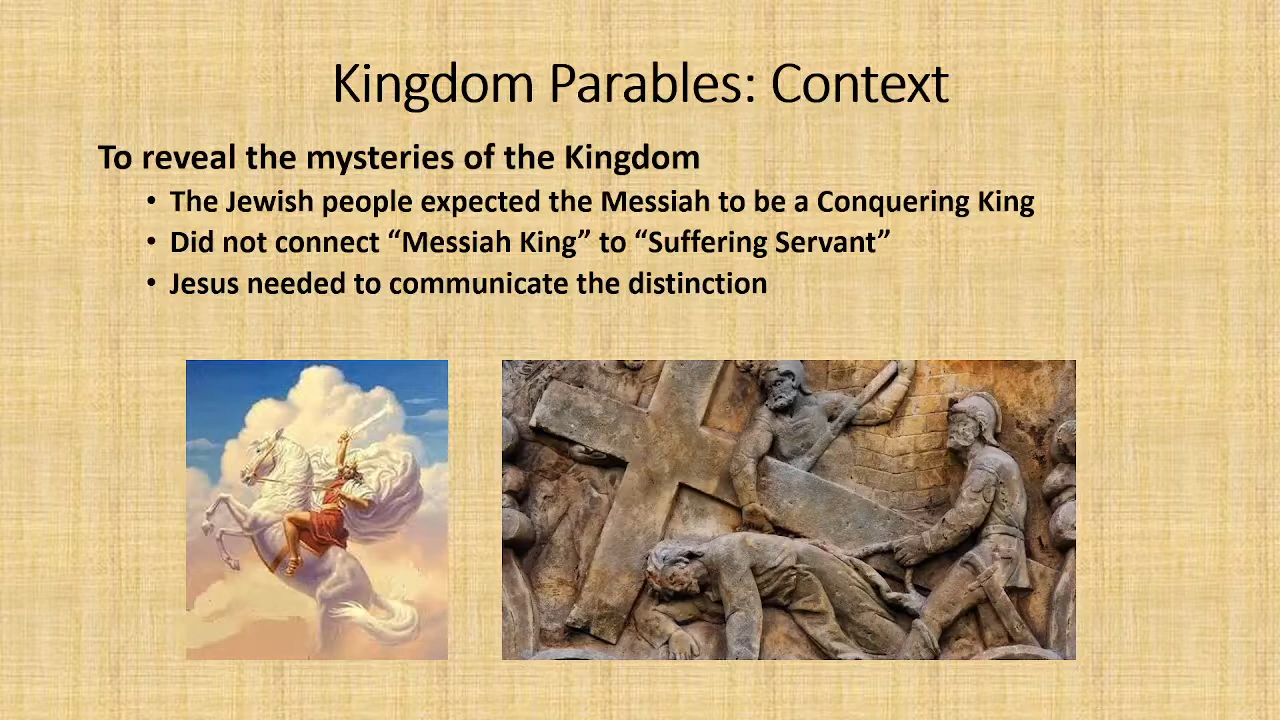 Kingdom Parables: Context
To reveal the mysteries of the Kingdom
• The Jewish people expected the Messiah to be a Conquering King
• Did not connect “Messiah King” to “Suffering Servant”
• Jesus needed to communicate the distinction